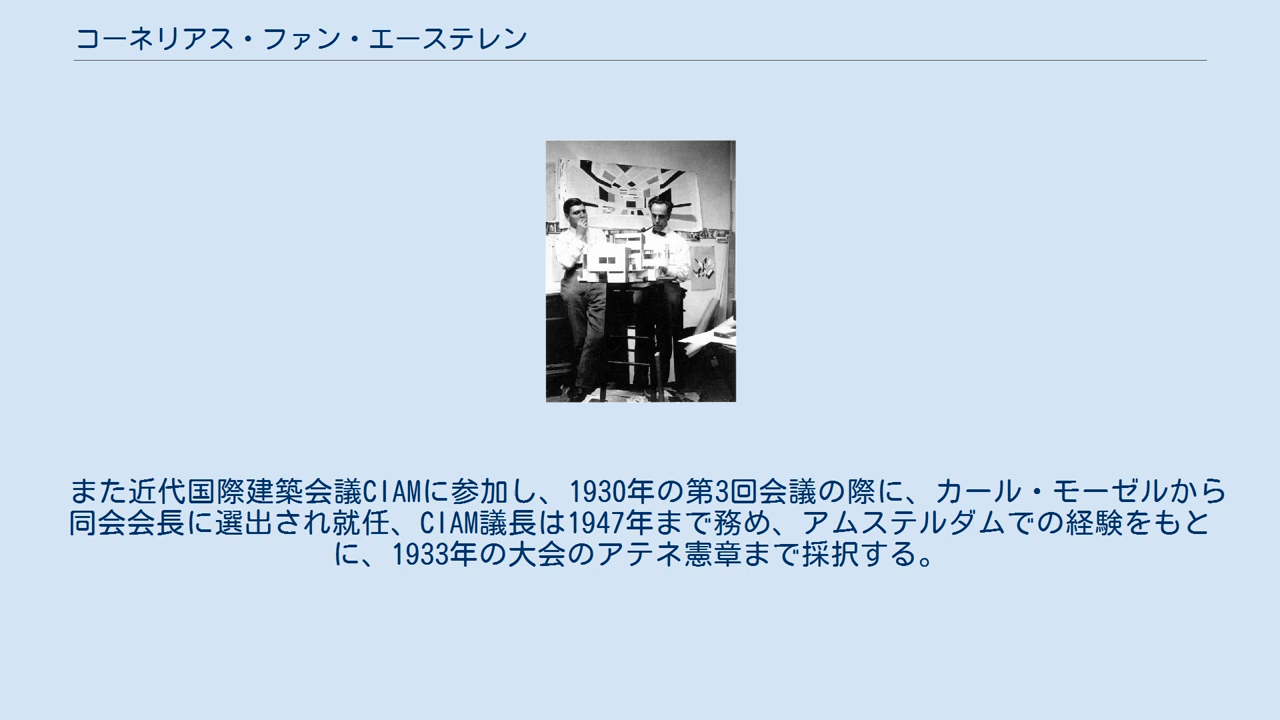 コーネリアス・ファン・エーステレン
また近代国際建築会議CIAMに参加し、1930年の第3回会議の際に、カール・モーゼルから
同会会長に選出され就任、CIAM議長は1947年まで務め、アムステルダムでの経験をもと
に、1933年の大会のアテネ憲章まで採択する。